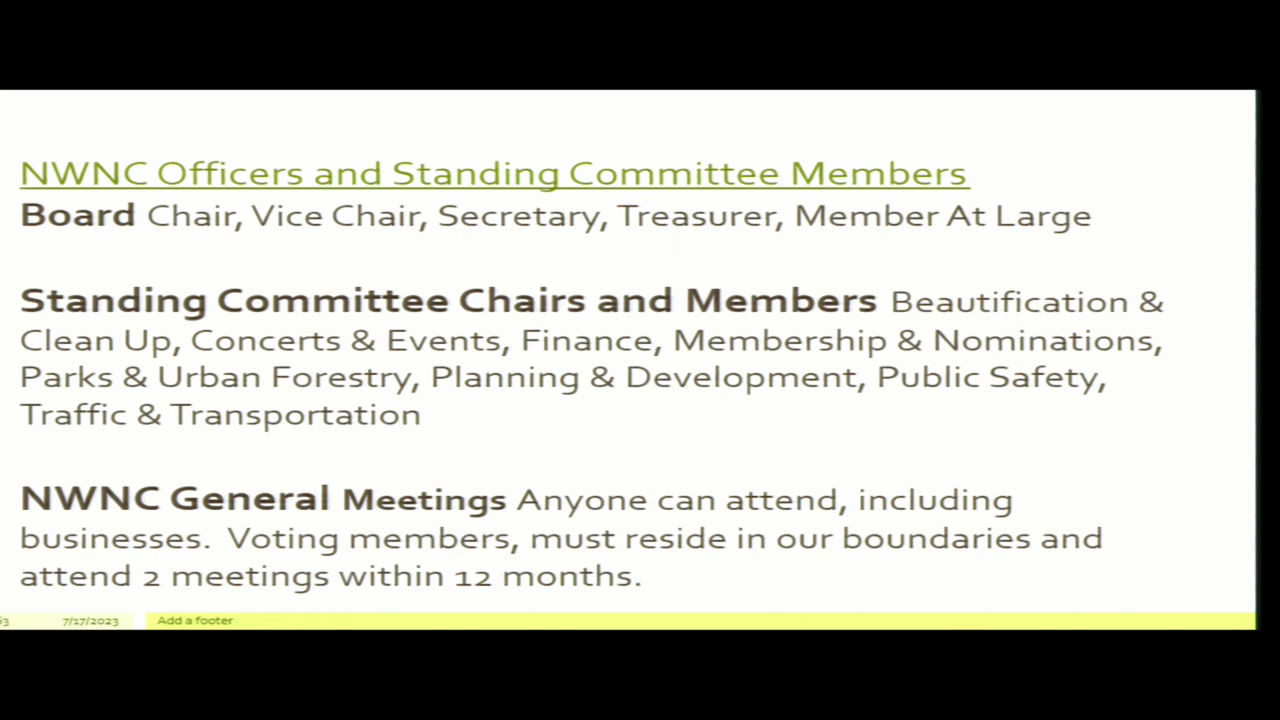 NWNC Officers and Standing Committee Members
Board Chair, Vice Chair, Secretary, Treasurer, Member At Large
Standing Committee Chairs and Members Beautification &
Clean Up, Concerts & Events, Finance, Membership & Nominations,
Parks & Urban Forestry, Planning & Development, Public Safety,
Traffic & Transportation
NWNC General Meetings Anyone can attend, including
businesses. Voting members, must reside in our boundaries and
attend 2 meetings within 12 months.
7/17/2023 Add a footer